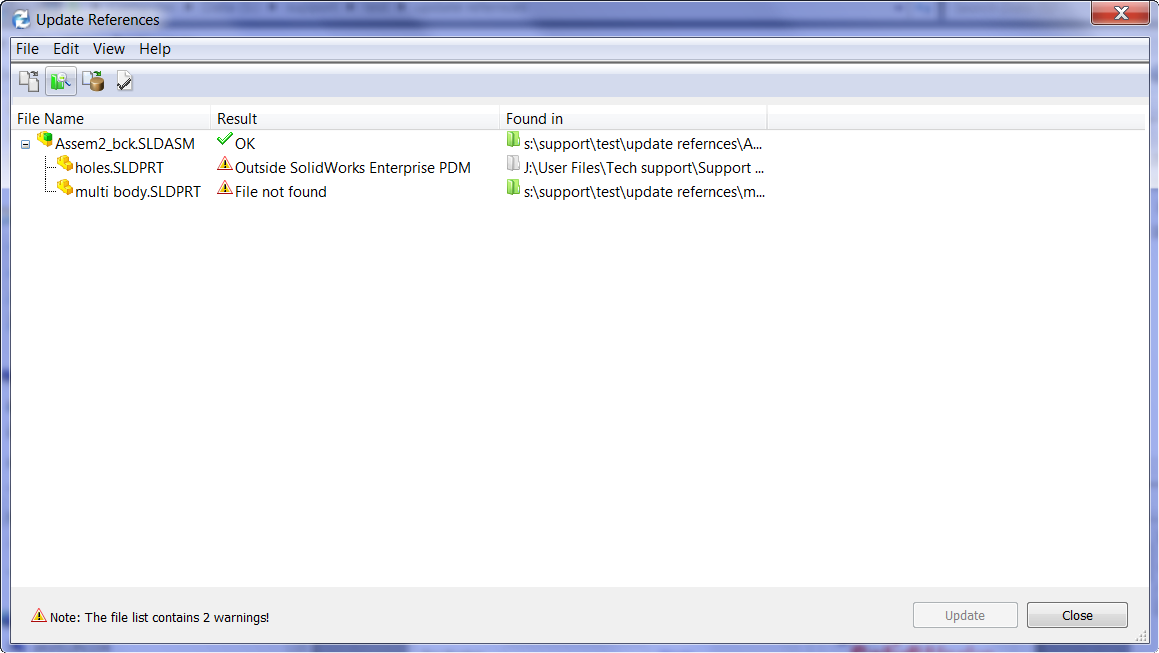 Update References
File Edit View Help
File Name Result Found in
Assem2_bck.SLDASM OK s:\support\test\update refernces\A...
holes.SLDPRT Outside SolidWorks Enterprise PDM J:\User Files\Tech support\Support ...
multi body.SLDPRT File not found s:\support\test\update refernces\m...
Note: The file list contains 2 warnings! Update Close